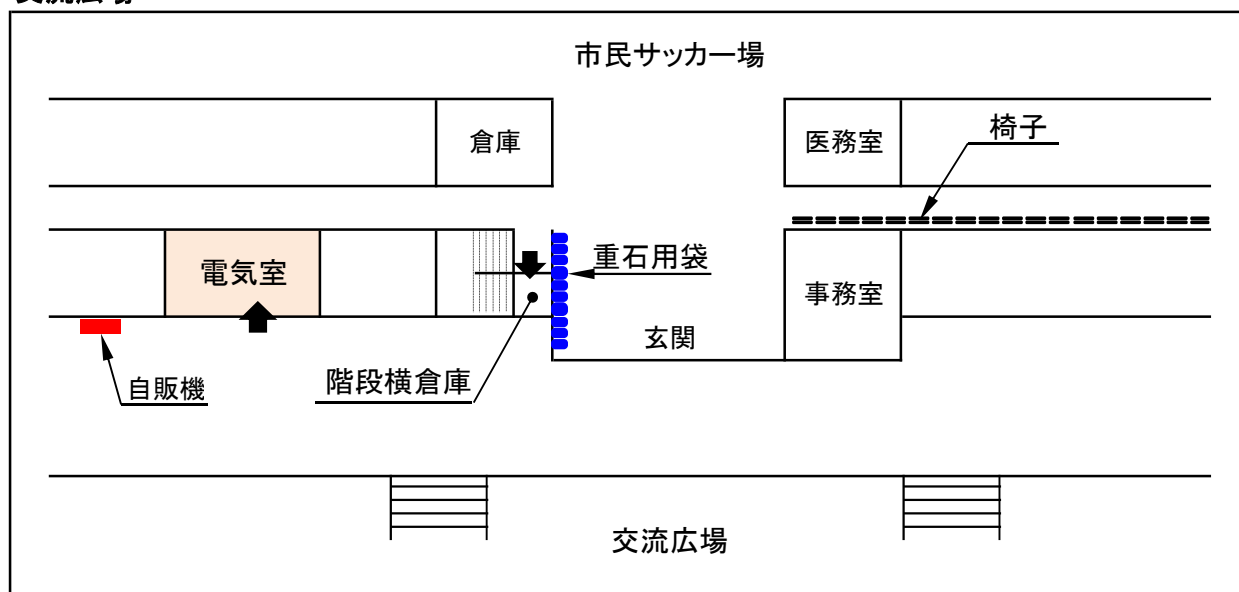 市民サッカー場
倉庫
医務室
椅子
電気室
重石用袋
事務室
玄関
自販機
階段横倉庫
交流広場